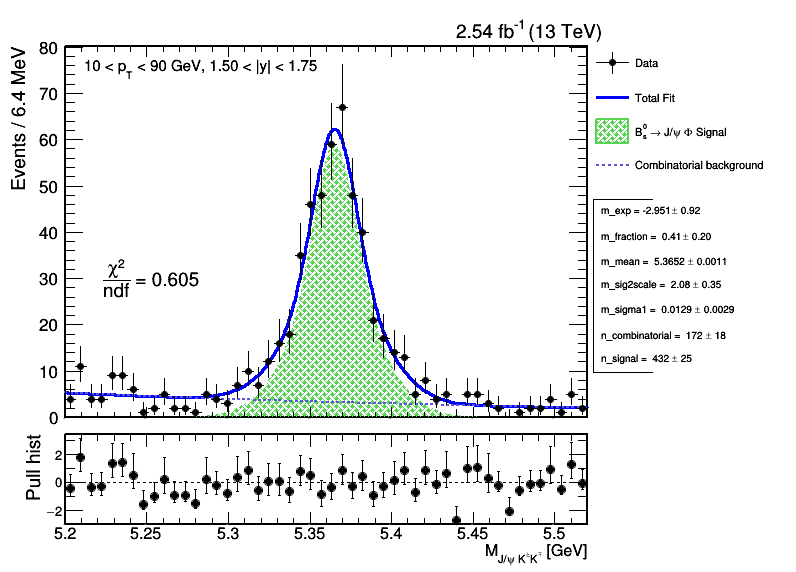 2.54 fb⁻¹ (13 TeV)
10 < p_T < 90 GeV, 1.50 < |y| < 1.75
Events / 6.4 MeV
80
70
60
50
40
30
20
10
0
χ²/ndf = 0.605
Data
Total Fit
B⁰ₛ → J/ψ Φ Signal
Combinatorial background
m_exp = -2.951 ± 0.92
m_fraction = 0.41 ± 0.20
m_mean = 5.3652 ± 0.0011
m_sig2scale = 2.08 ± 0.35
m_sigma1 = 0.0129 ± 0.0029
n_combinatorial = 172 ± 18
n_signal = 432 ± 25
Pull hist
2
0
−2
5.2 5.25 5.3 5.35 5.4 5.45 5.5
M_{J/ψ K^± K^∓} [GeV]